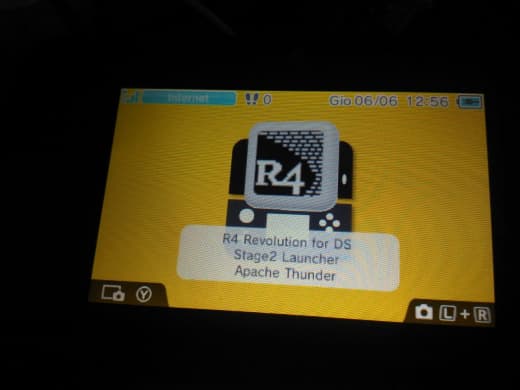 Internet 0 Gio 06/06 12:56
R4
R4 Revolution for DS
Stage2 Launcher
Apache Thunder
Y L + R